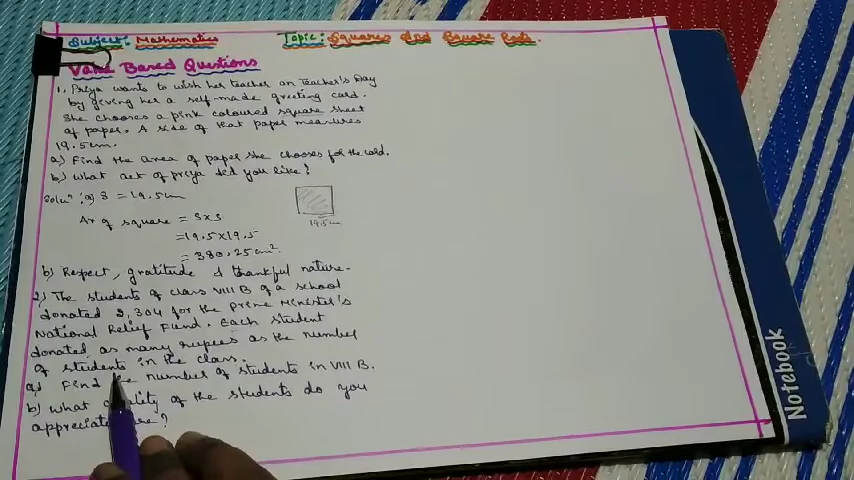 Subject: Mathematics
Topic: Squares And Square Roots.
Value Based Questions
1. Priya wants to wish her teacher on Teacher's Day
by giving her a self-made greeting card.
She chooses a pink coloured square sheet
of paper. A side of that paper measures
19.5cm.
a) Find the area of paper she chooses for the card.
b) What act of priya did you like?
Soluⁿ: a) S = 19.5cm
Ar of square = S×S
= 19.5×19.5
= 380.25cm².
19.5cm
b) Respect, gratitude & thankful nature.
2) The students of class VIII B of a school
donated 2,304 for the prime Minister's
National Relief Fund. Each student
donated as many rupees as the number
of students in the class.
a) Find the number of students in VIII B.
b) What quality of the students do you
appreciate
Notebook